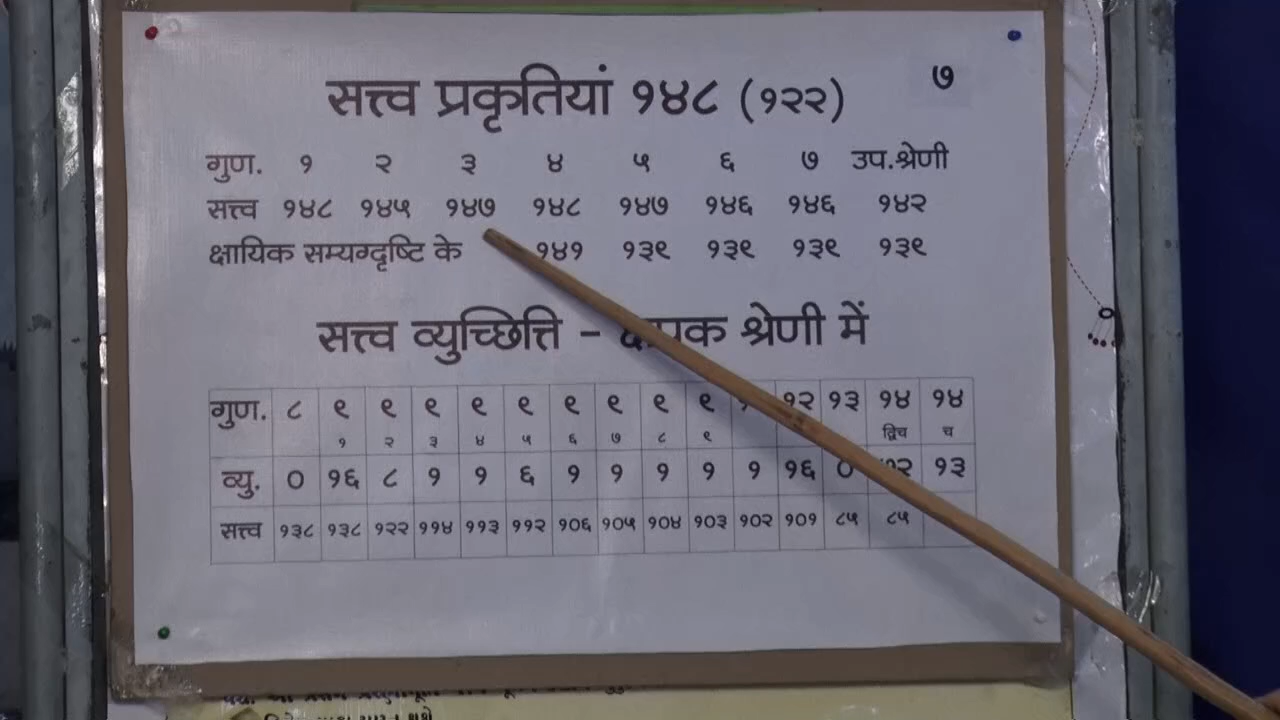 सत्त्व प्रकृतियां १४८ (१२२) ७
गुण. १ २ ३ ४ ५ ६ ७ उप.श्रेणी
सत्त्व १४८ १४५ १४७ १४८ १४७ १४६ १४६ १४२
क्षायिक सम्यग्दृष्टि के १४१ १३९ १३९ १३९ १३९
सत्त्व व्युच्छित्ति - श्रेणी में
गुण. ८ ९ ९ ९ ९ ९ ९ ९ ९ ९ १२ १३ १४ १४
१ २ ३ ४ ५ ६ ७ ८ ९ द्विच च
व्यु. ० १६ ८ १ १ ६ १ १ १ १ १ १६ ० १३
सत्त्व १३८ १३८ १२२ ११४ ११३ ११२ १०६ १०५ १०४ १०३ १०२ १०१ ८५ ८५